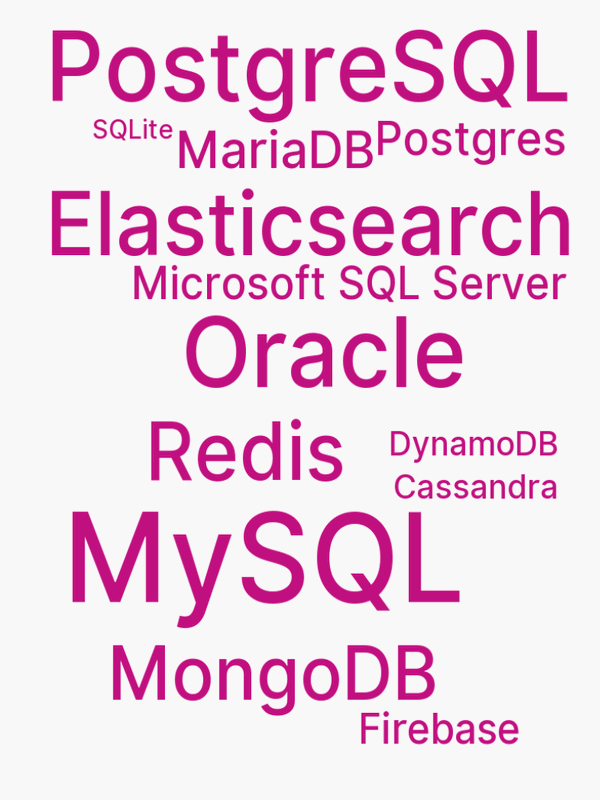 PostgreSQL
SQLite MariaDB Postgres
Elasticsearch
Microsoft SQL Server
Oracle
Redis DynamoDB
Cassandra
MySQL
MongoDB
Firebase